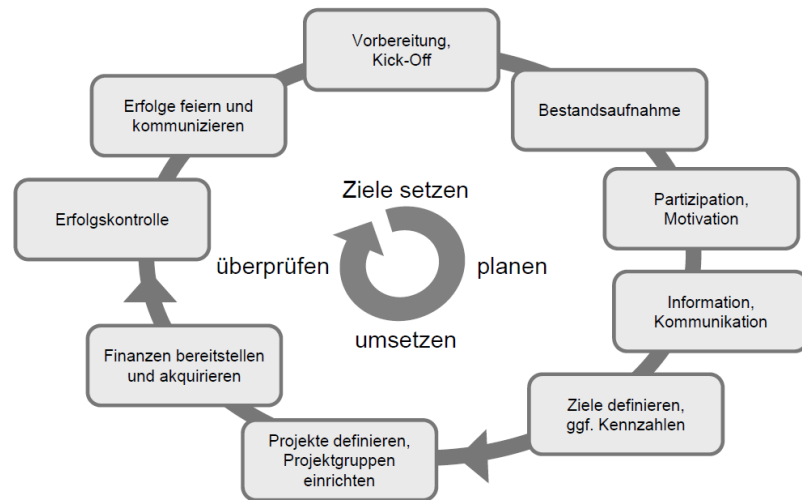 Vorbereitung,
Kick-Off
Bestandsaufnahme
Partizipation,
Motivation
Information,
Kommunikation
Ziele definieren,
ggf. Kennzahlen
Projekte definieren,
Projektgruppen
einrichten
Finanzen bereitstellen
und akquirieren
Erfolgskontrolle
Erfolge feiern und
kommunizieren
Ziele setzen
planen
umsetzen
überprüfen